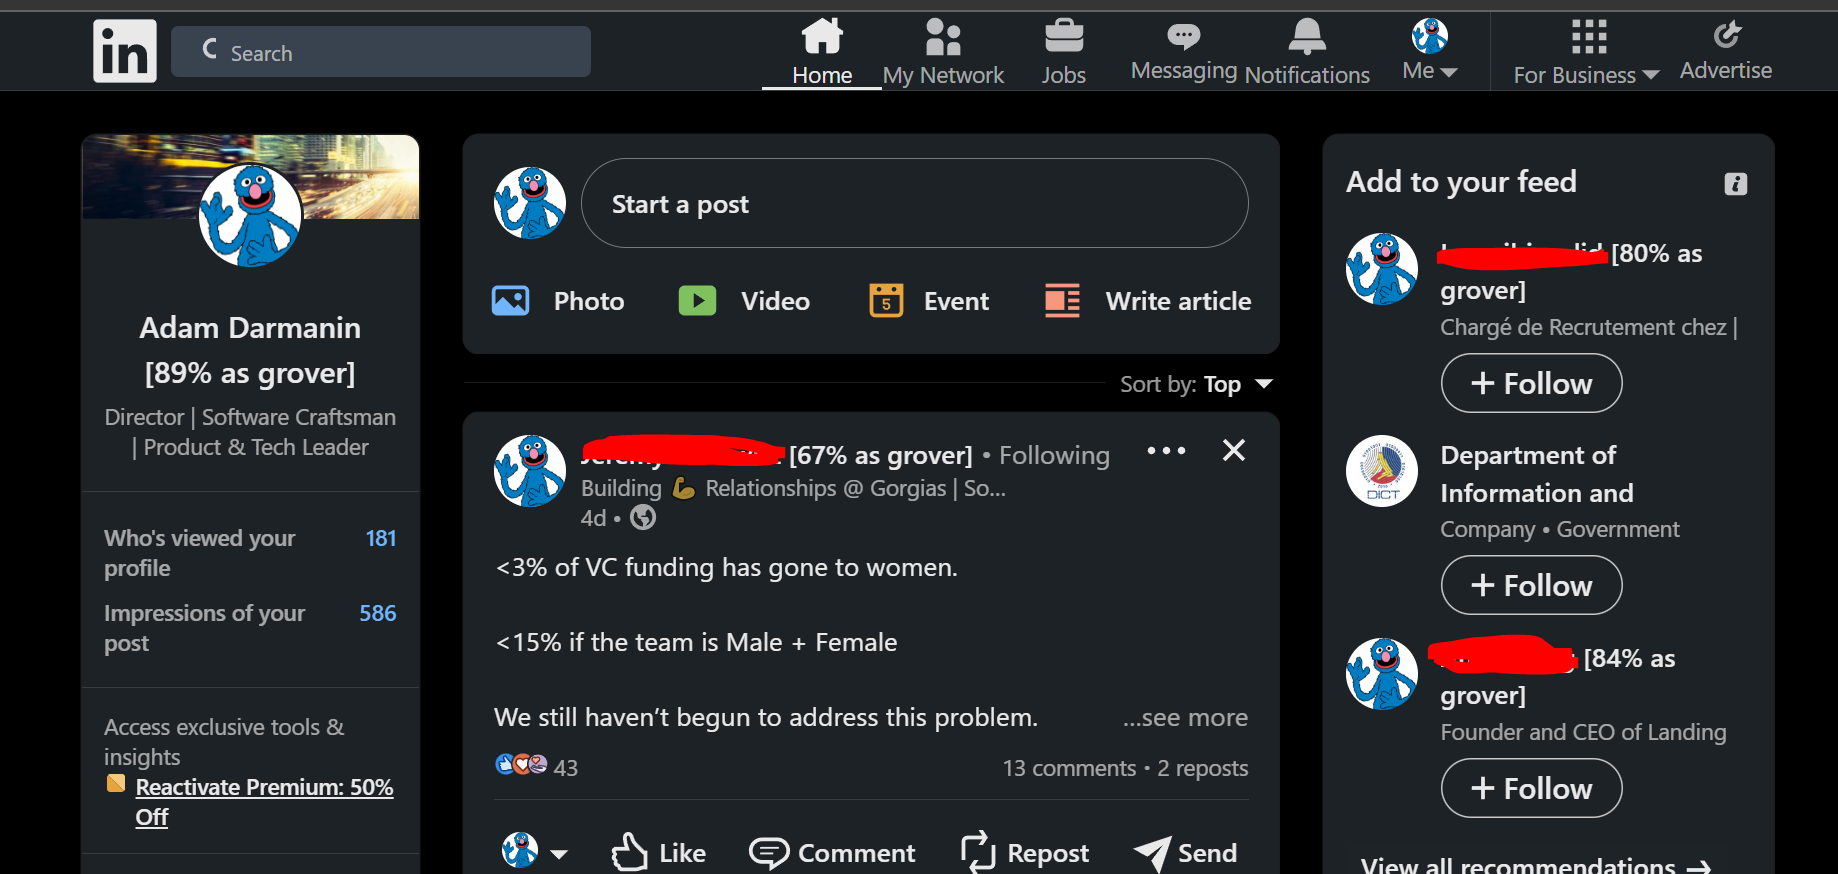 in
Search
Home
My Network
Jobs
Messaging
Notifications
Me
For Business
Advertise
Adam Darmanin
[89% as grover]
Director | Software Craftsman
| Product & Tech Leader
Who's viewed your
profile
181
Impressions of your
post
586
Access exclusive tools &
insights
Reactivate Premium: 50%
Off
Start a post
Photo
Video
5
Event
Write article
Sort by: Top
[67% as grover] • Following
Building 💪 Relationships @ Gorgias | So...
4d •
<3% of VC funding has gone to women.
<15% if the team is Male + Female
We still haven’t begun to address this problem.
...see more
43
13 comments • 2 reposts
Like
Comment
Repost
Send
Add to your feed
i
[80% as
grover]
Chargé de Recrutement chez |
+ Follow
DICT
Department of
Information and
Company • Government
+ Follow
[84% as
grover]
Founder and CEO of Landing
+ Follow
View all recommendations →